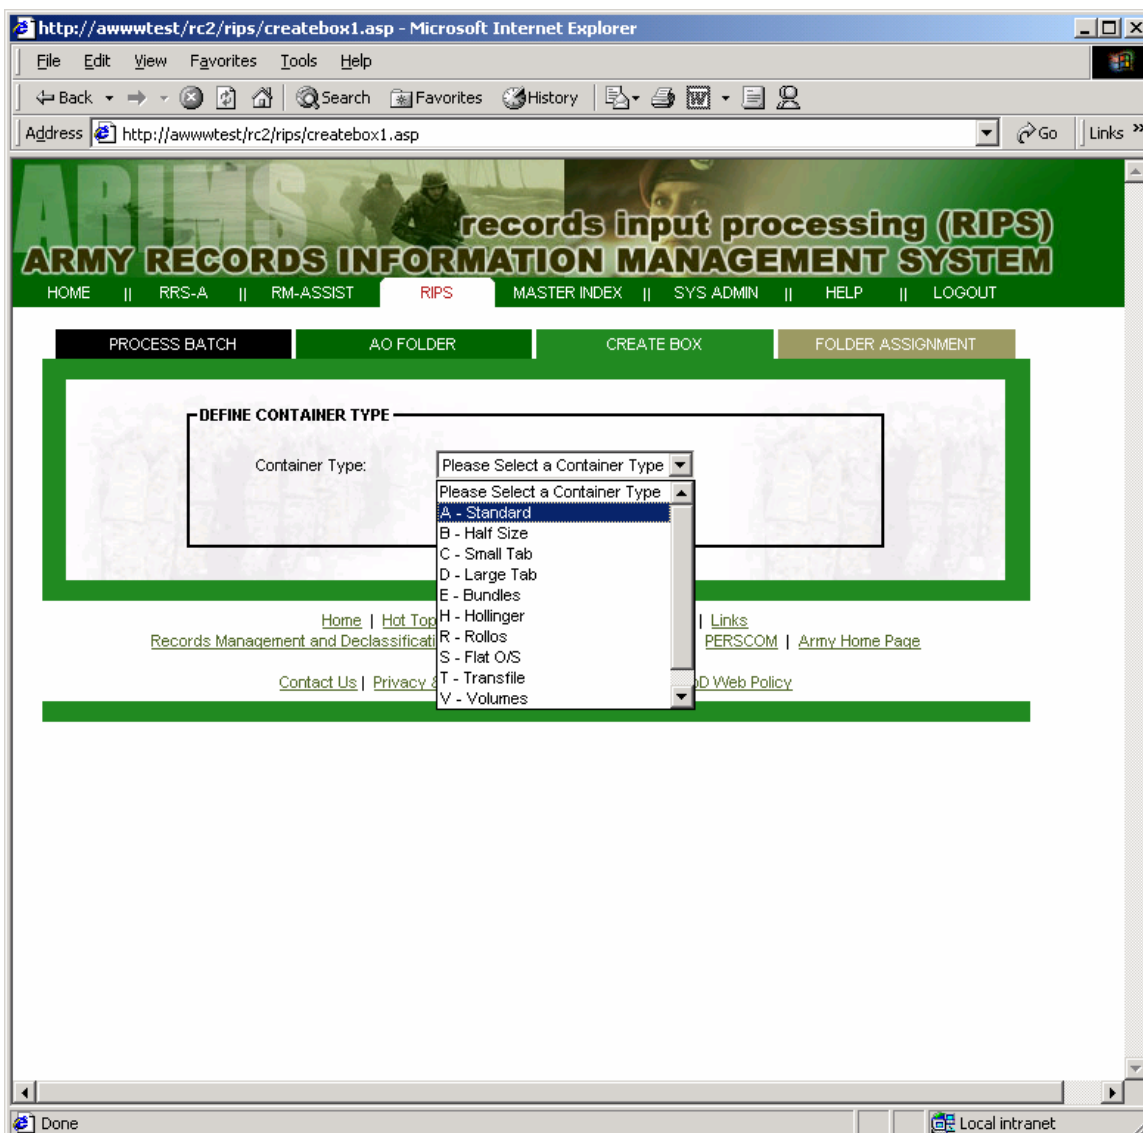 http://awwwtest/rc2/rips/createbox1.asp - Microsoft Internet Explorer
File Edit View Favorites Tools Help
Back Search Favorites History
Address http://awwwtest/rc2/rips/createbox1.asp Go Links »
ARIMS
records input processing (RIPS)
ARMY RECORDS INFORMATION MANAGEMENT SYSTEM
HOME || RRS-A || RM-ASSIST RIPS MASTER INDEX || SYS ADMIN || HELP || LOGOUT
PROCESS BATCH AO FOLDER CREATE BOX FOLDER ASSIGNMENT
DEFINE CONTAINER TYPE
Container Type: Please Select a Container Type
Please Select a Container Type
A - Standard
B - Half Size
C - Small Tab
D - Large Tab
E - Bundles
H - Hollinger
R - Rollos
S - Flat O/S
T - Transfile
V - Volumes
Home | Hot Top | Links
Records Management and Declassificati PERSCOM | Army Home Page
Contact Us | Privacy & oD Web Policy
Done Local intranet